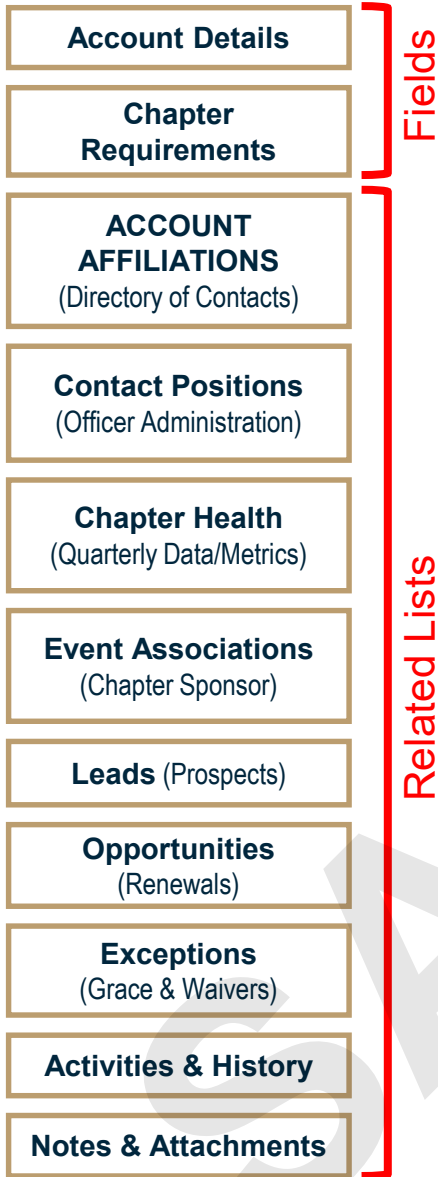 Account Details
Chapter
Requirements
Fields
ACCOUNT
AFFILIATIONS
(Directory of Contacts)
Contact Positions
(Officer Administration)
Chapter Health
(Quarterly Data/Metrics)
Event Associations
(Chapter Sponsor)
Leads (Prospects)
Opportunities
(Renewals)
Exceptions
(Grace & Waivers)
Activities & History
Notes & Attachments
Related Lists
SA